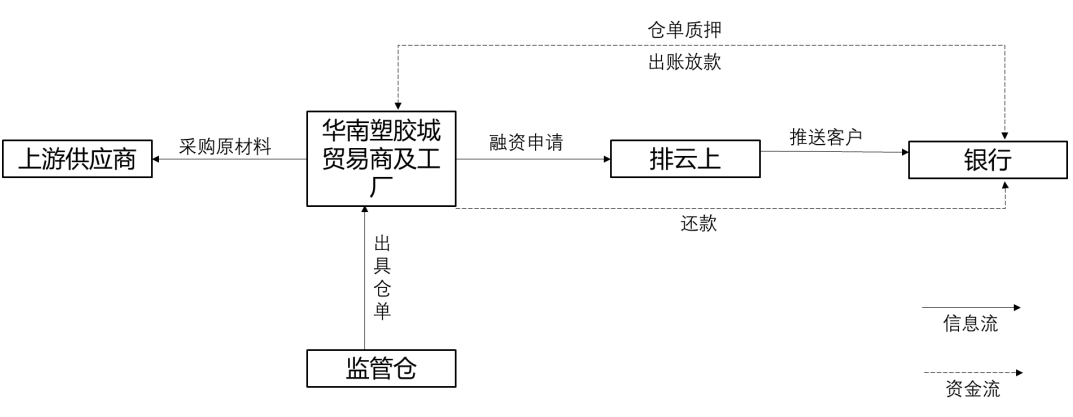 仓单质押
出账放款
上游供应商
采购原材料
华南塑胶城
贸易商及工
厂
融资申请
排云上
推送客户
银行
还款
出
具
仓
单
监管仓
信息流
资金流